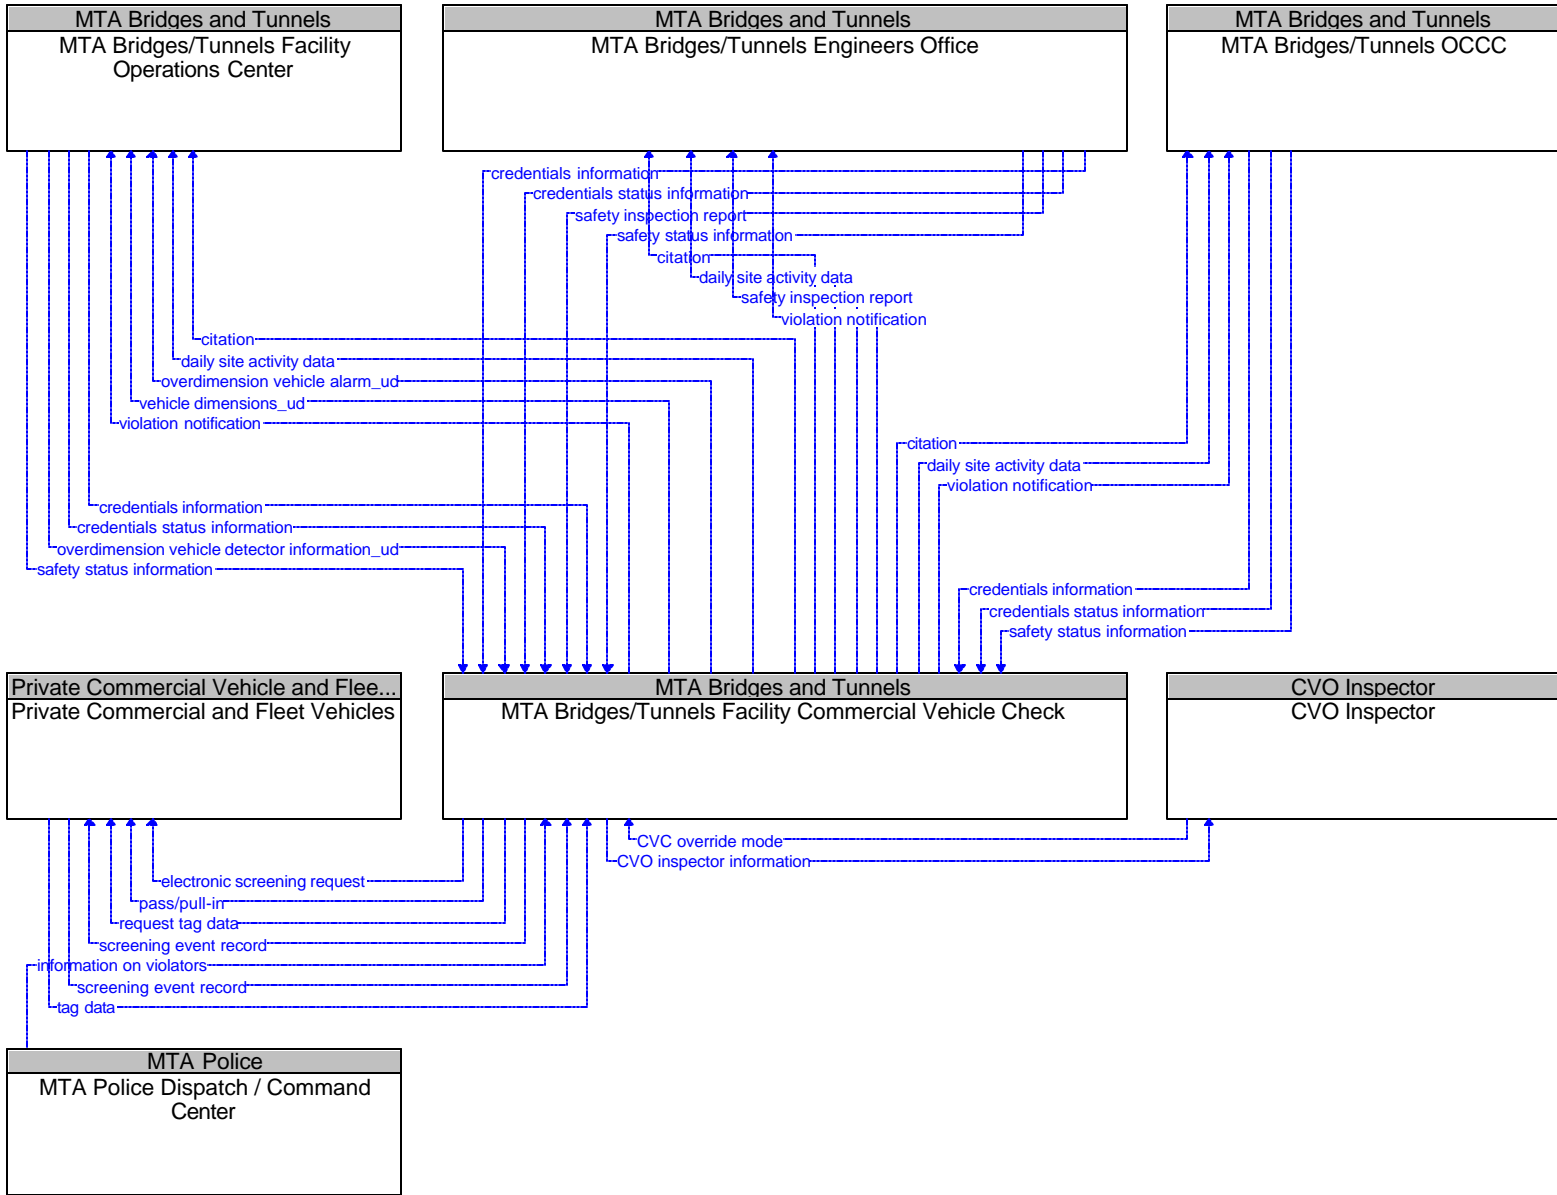 MTA Bridges and Tunnels
MTA Bridges/Tunnels Facility
Operations Center
MTA Bridges and Tunnels
MTA Bridges/Tunnels Engineers Office
MTA Bridges and Tunnels
MTA Bridges/Tunnels OCCC
credentials information
credentials status information
safety inspection report
safety status information
citation
daily site activity data
safety inspection report
violation notification
citation
daily site activity data
overdimension vehicle alarm_ud
vehicle dimensions_ud
violation notification
citation
daily site activity data
violation notification
credentials information
credentials status information
overdimension vehicle detector information_ud
safety status information
credentials information
credentials status information
safety status information
Private Commercial Vehicle and Flee...
Private Commercial and Fleet Vehicles
MTA Bridges and Tunnels
MTA Bridges/Tunnels Facility Commercial Vehicle Check
CVO Inspector
CVO Inspector
CVC override mode
CVO inspector information
electronic screening request
pass/pull-in
request tag data
screening event record
information on violators
screening event record
tag data
MTA Police
MTA Police Dispatch / Command
Center